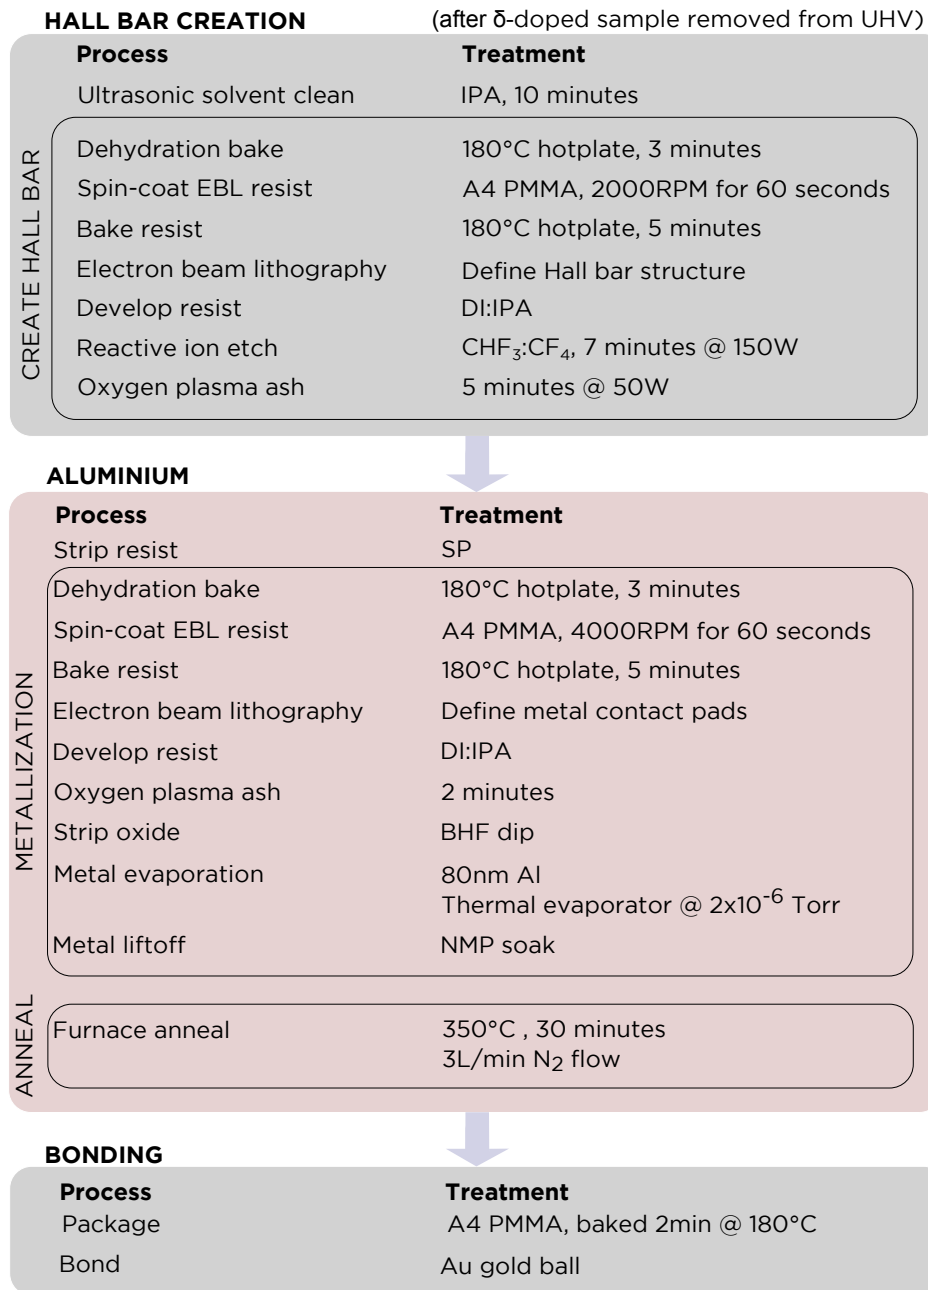 HALL BAR CREATION (after δ-doped sample removed from UHV)
Process Treatment
Ultrasonic solvent clean IPA, 10 minutes
CREATE HALL BAR
Dehydration bake 180°C hotplate, 3 minutes
Spin-coat EBL resist A4 PMMA, 2000RPM for 60 seconds
Bake resist 180°C hotplate, 5 minutes
Electron beam lithography Define Hall bar structure
Develop resist DI:IPA
Reactive ion etch CHF₃:CF₄, 7 minutes @ 150W
Oxygen plasma ash 5 minutes @ 50W
ALUMINIUM
Process Treatment
Strip resist SP
METALLIZATION
Dehydration bake 180°C hotplate, 3 minutes
Spin-coat EBL resist A4 PMMA, 4000RPM for 60 seconds
Bake resist 180°C hotplate, 5 minutes
Electron beam lithography Define metal contact pads
Develop resist DI:IPA
Oxygen plasma ash 2 minutes
Strip oxide BHF dip
Metal evaporation 80nm Al
Thermal evaporator @ 2x10⁻⁶ Torr
Metal liftoff NMP soak
ANNEAL
Furnace anneal 350°C , 30 minutes
3L/min N₂ flow
BONDING
Process Treatment
Package A4 PMMA, baked 2min @ 180°C
Bond Au gold ball